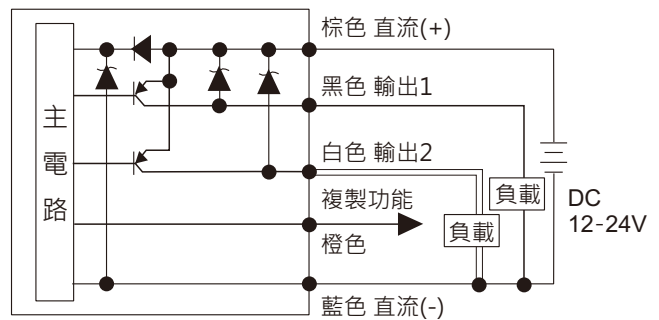 主電路
棕色 直流(+)
黑色 輸出1
白色 輸出2
複製功能
橙色
藍色 直流(-)
負載
負載
DC
12-24V